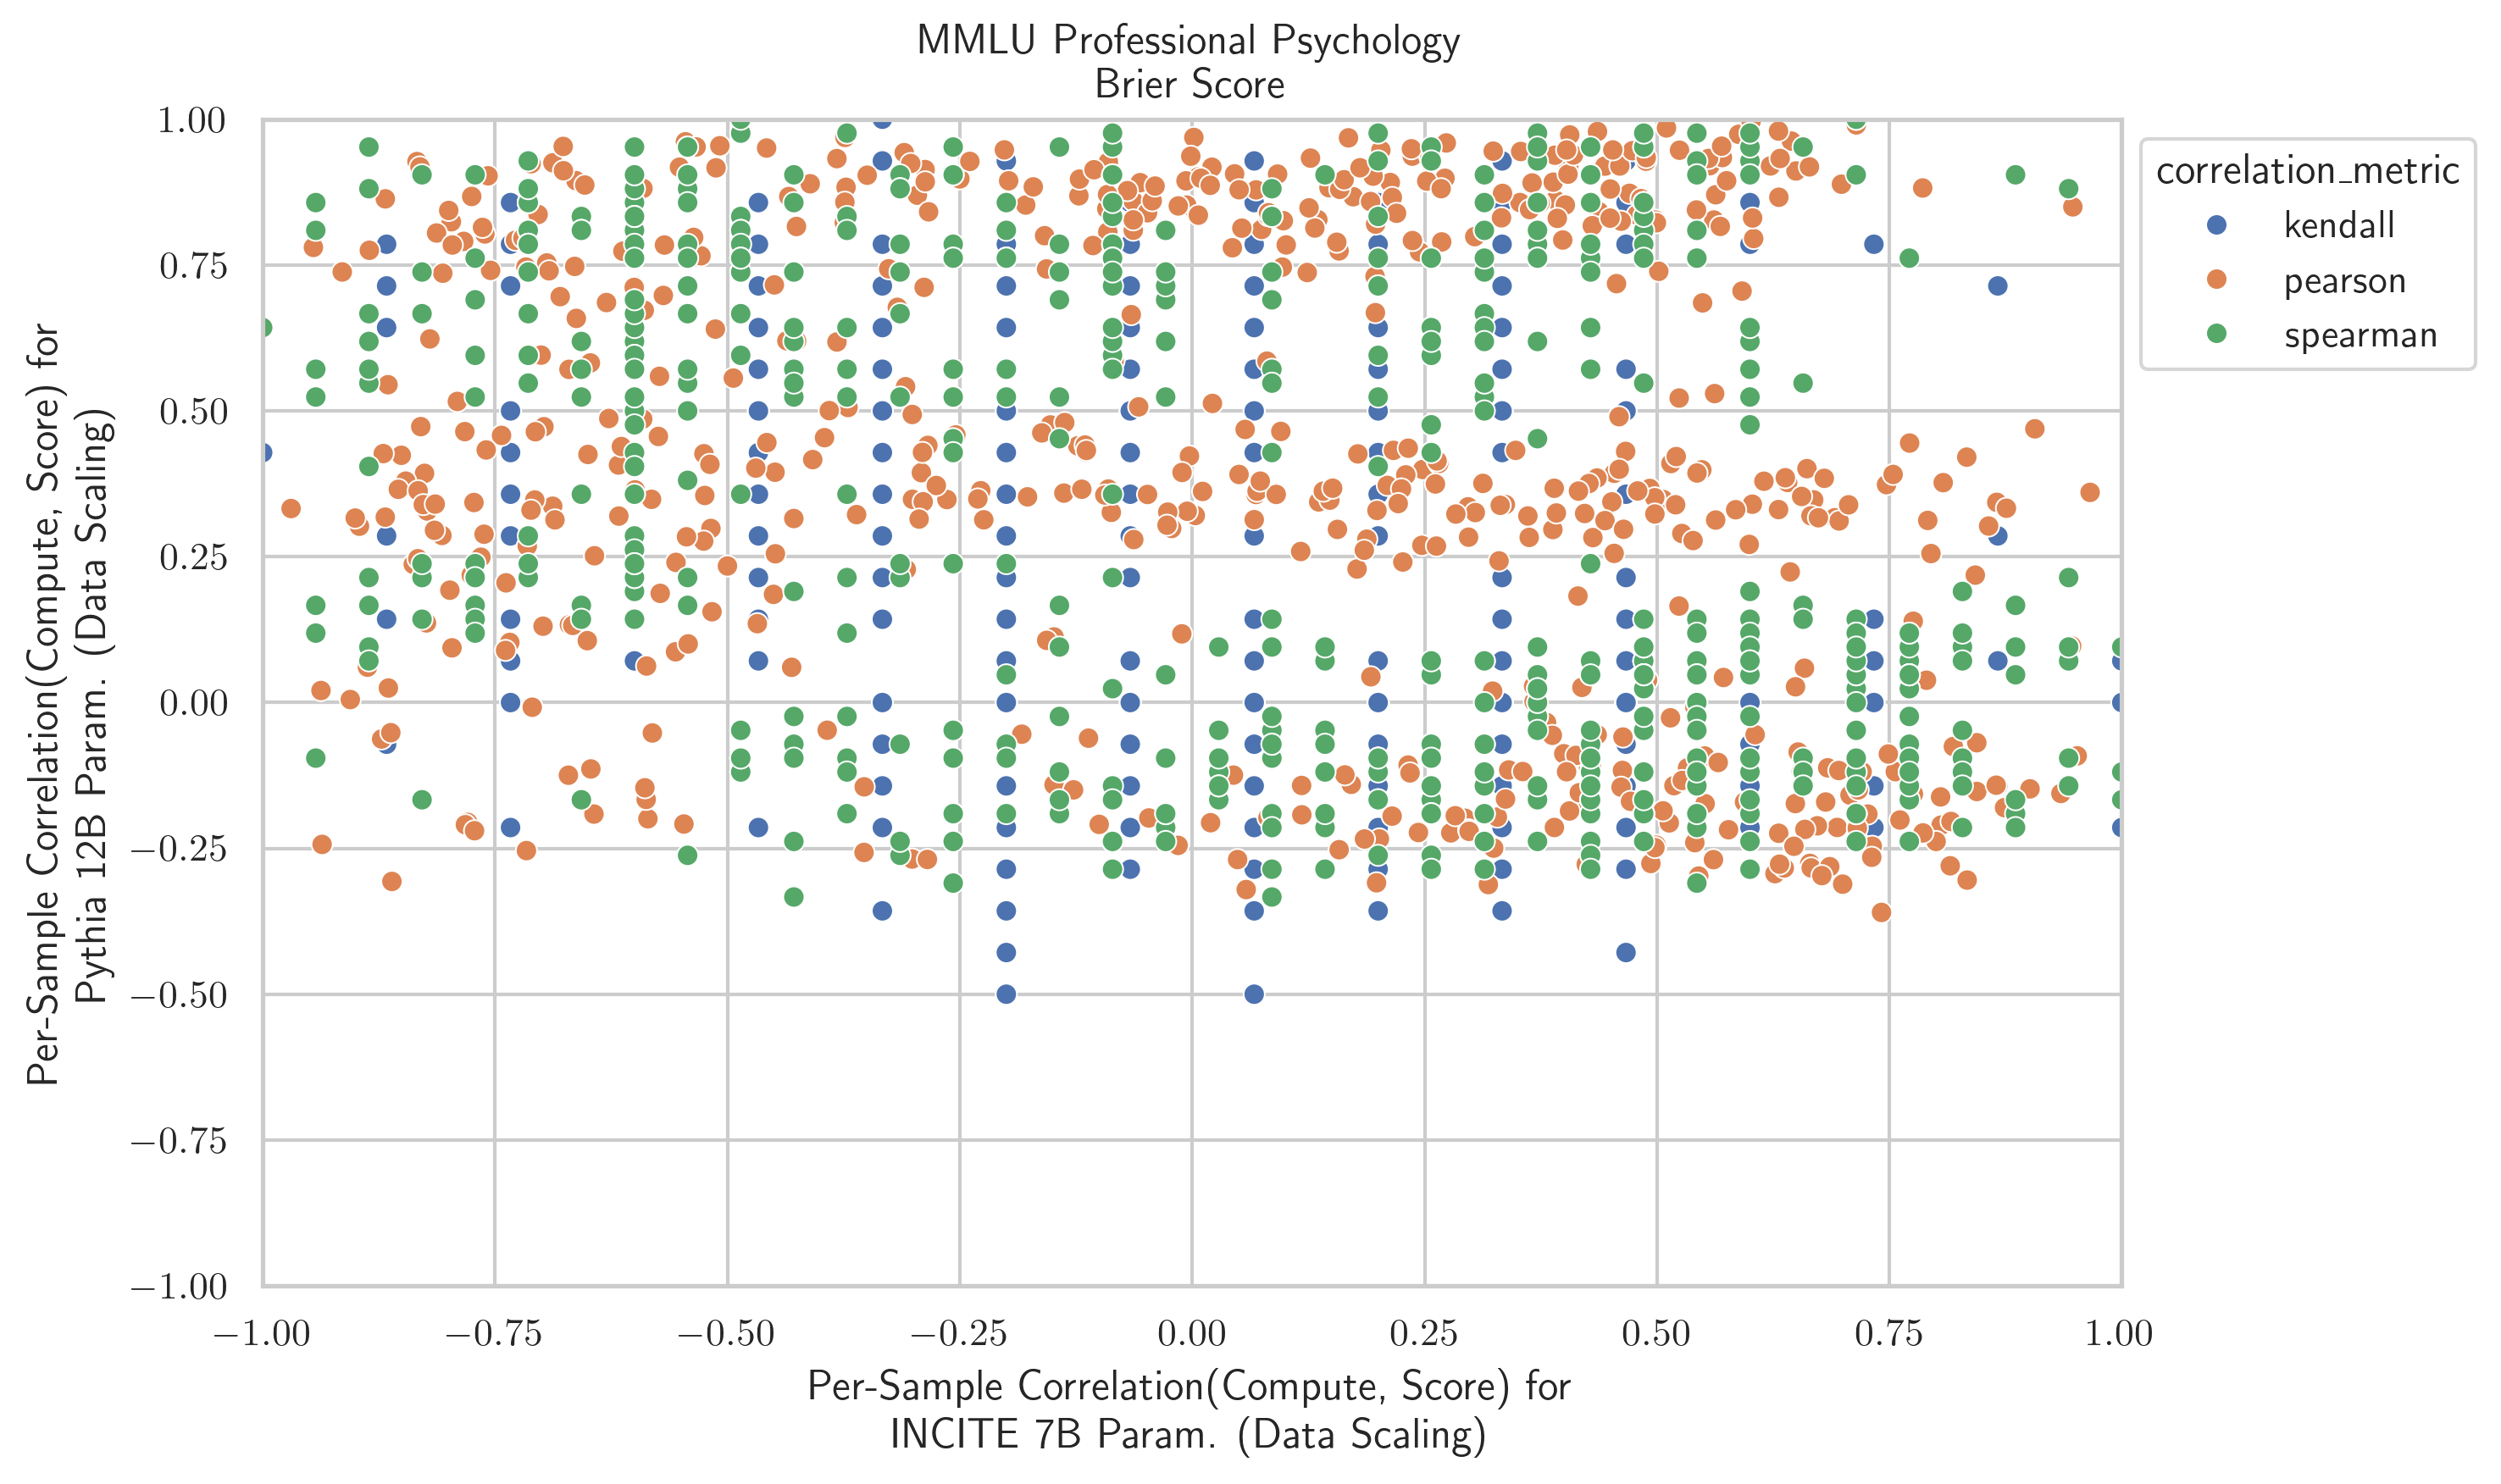 MMLU Professional Psychology
Brier Score
Per-Sample Correlation(Compute, Score) for
Pythia 12B Param. (Data Scaling)
1.00
0.75
0.50
0.25
0.00
−0.25
−0.50
−0.75
−1.00
−1.00 −0.75 −0.50 −0.25 0.00 0.25 0.50 0.75 1.00
Per-Sample Correlation(Compute, Score) for
INCITE 7B Param. (Data Scaling)
correlation_metric
kendall
pearson
spearman